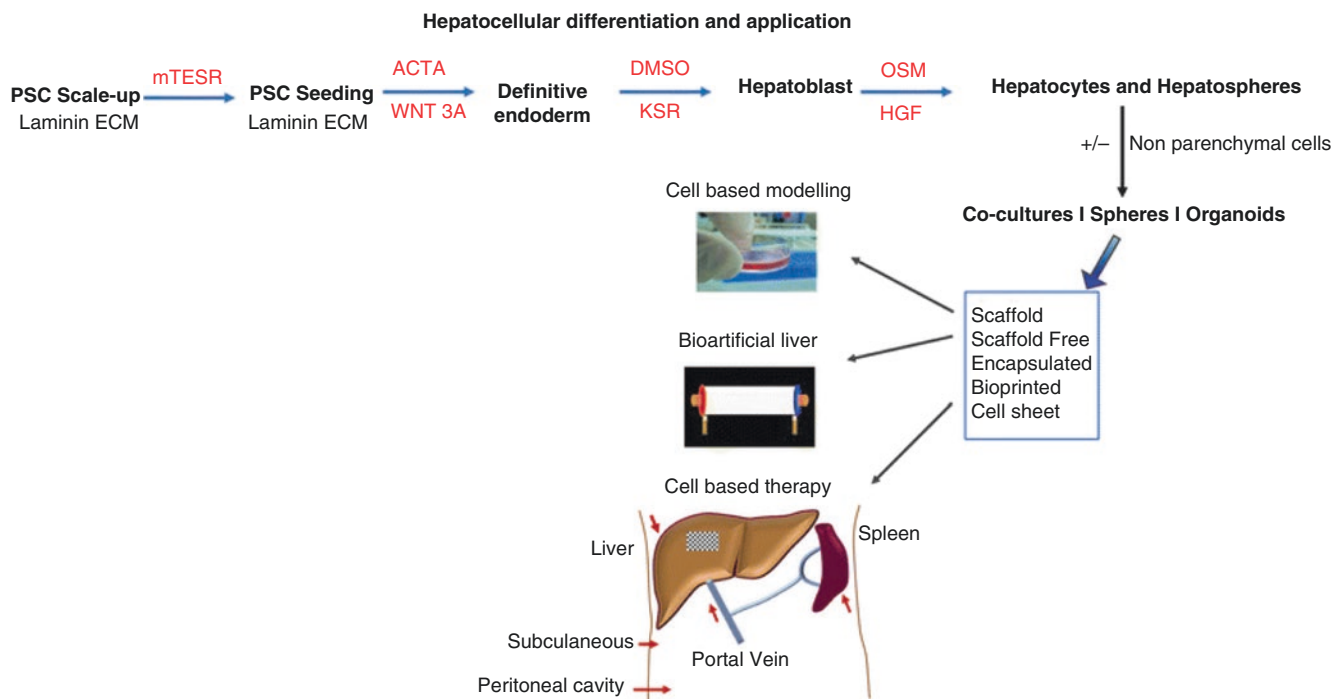 Hepatocellular differentiation and application
PSC Scale-up
Laminin ECM
mTESR
PSC Seeding
Laminin ECM
ACTA
WNT 3A
Definitive
endoderm
DMSO
KSR
Hepatoblast
OSM
HGF
Hepatocytes and Hepatospheres
+/– Non parenchymal cells
Co-cultures I Spheres I Organoids
Scaffold
Scaffold Free
Encapsulated
Bioprinted
Cell sheet
Cell based modelling
Bioartificial liver
Cell based therapy
Liver
Spleen
Subculaneous
Portal Vein
Peritoneal cavity